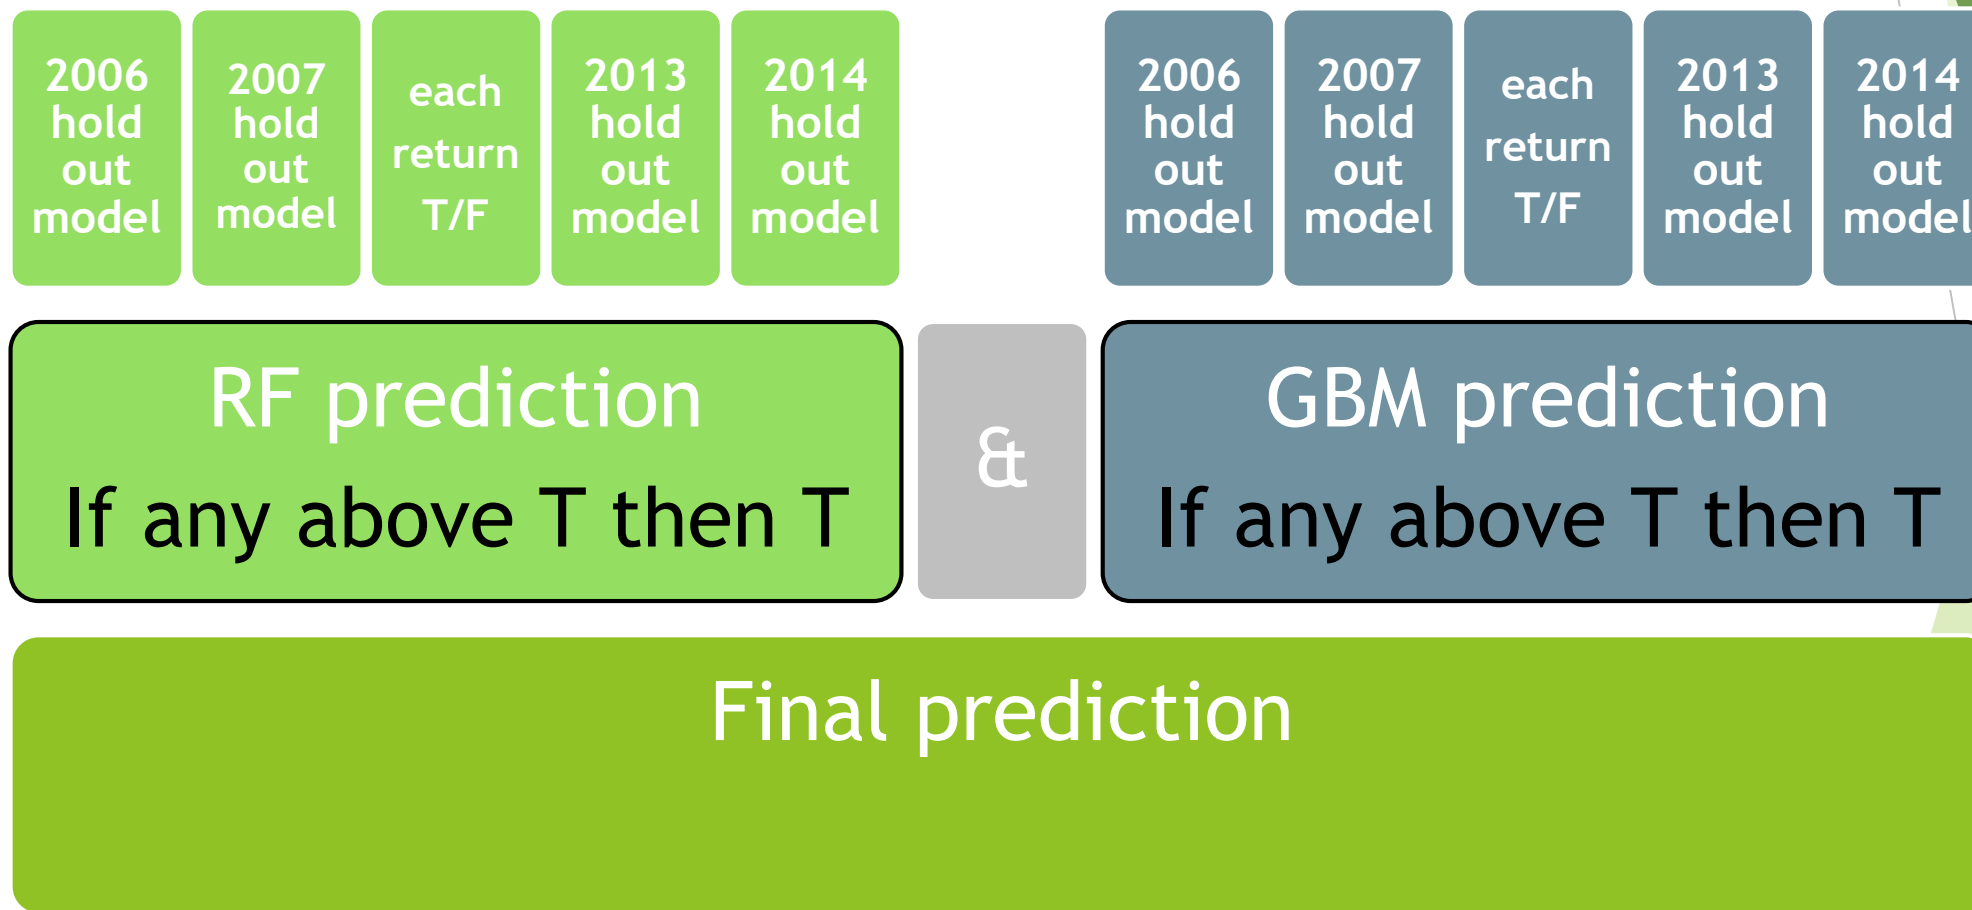 2006
hold
out
model
2007
hold
out
model
each
return
T/F
2013
hold
out
model
2014
hold
out
model
2006
hold
out
model
2007
hold
out
model
each
return
T/F
2013
hold
out
model
2014
hold
out
model
RF prediction
If any above T then T
&
GBM prediction
If any above T then T
Final prediction